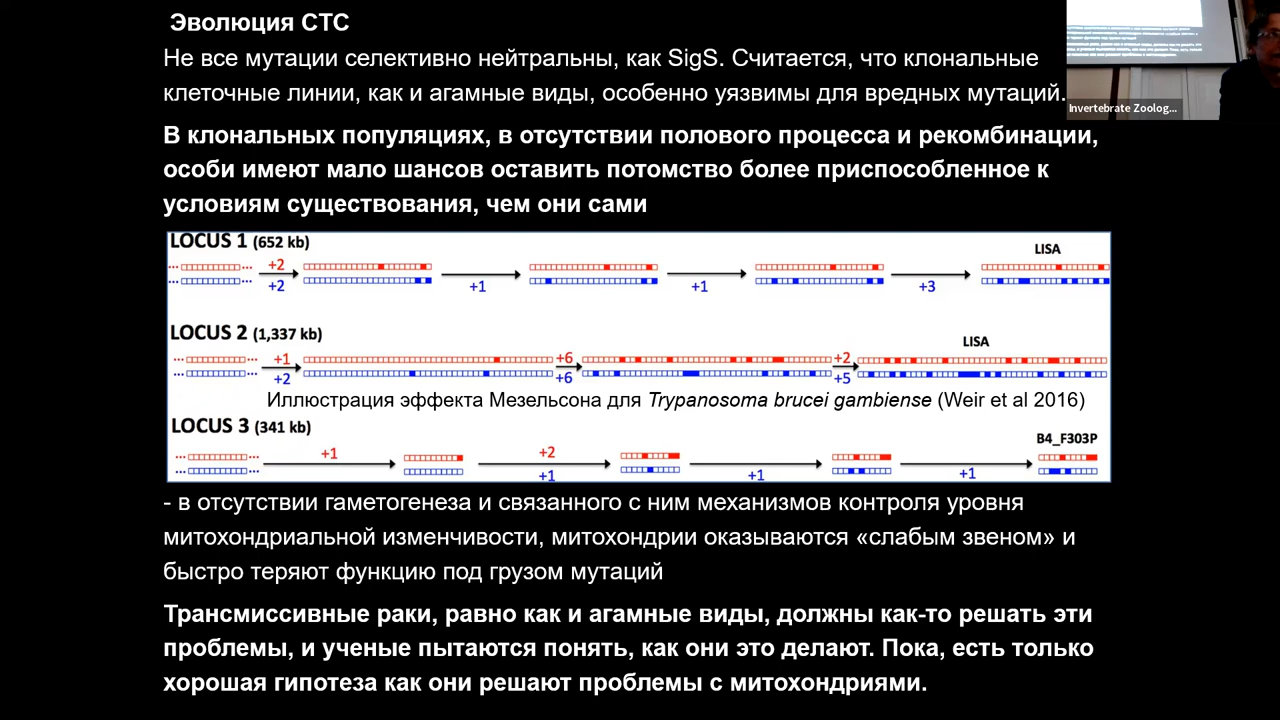 Эволюция СТС
Не все мутации селективно нейтральны, как SigS. Считается, что клональные
клеточные линии, как и агамные виды, особенно уязвимы для вредных мутаций.
Invertebrate Zoolog...
В клональных популяциях, в отсутствии полового процесса и рекомбинации,
особи имеют мало шансов оставить потомство более приспособленное к
условиям существования, чем они сами
LOCUS 1 (652 kb)
LISA
+2
+2
+1
+1
+3
LOCUS 2 (1,337 kb)
LISA
+1
+6
+2
+2
+6
+5
Иллюстрация эффекта Мезельсона для Trypanosoma brucei gambiense (Weir et al 2016)
LOCUS 3 (341 kb)
B4_F303P
+1
+2
+1
+1
+1
- в отсутствии гаметогенеза и связанного с ним механизмов контроля уровня
митохондриальной изменчивости, митохондрии оказываются «слабым звеном» и
быстро теряют функцию под грузом мутаций
Трансмиссивные раки, равно как и агамные виды, должны как-то решать эти
проблемы, и ученые пытаются понять, как они это делают. Пока, есть только
хорошая гипотеза как они решают проблемы с митохондриями.